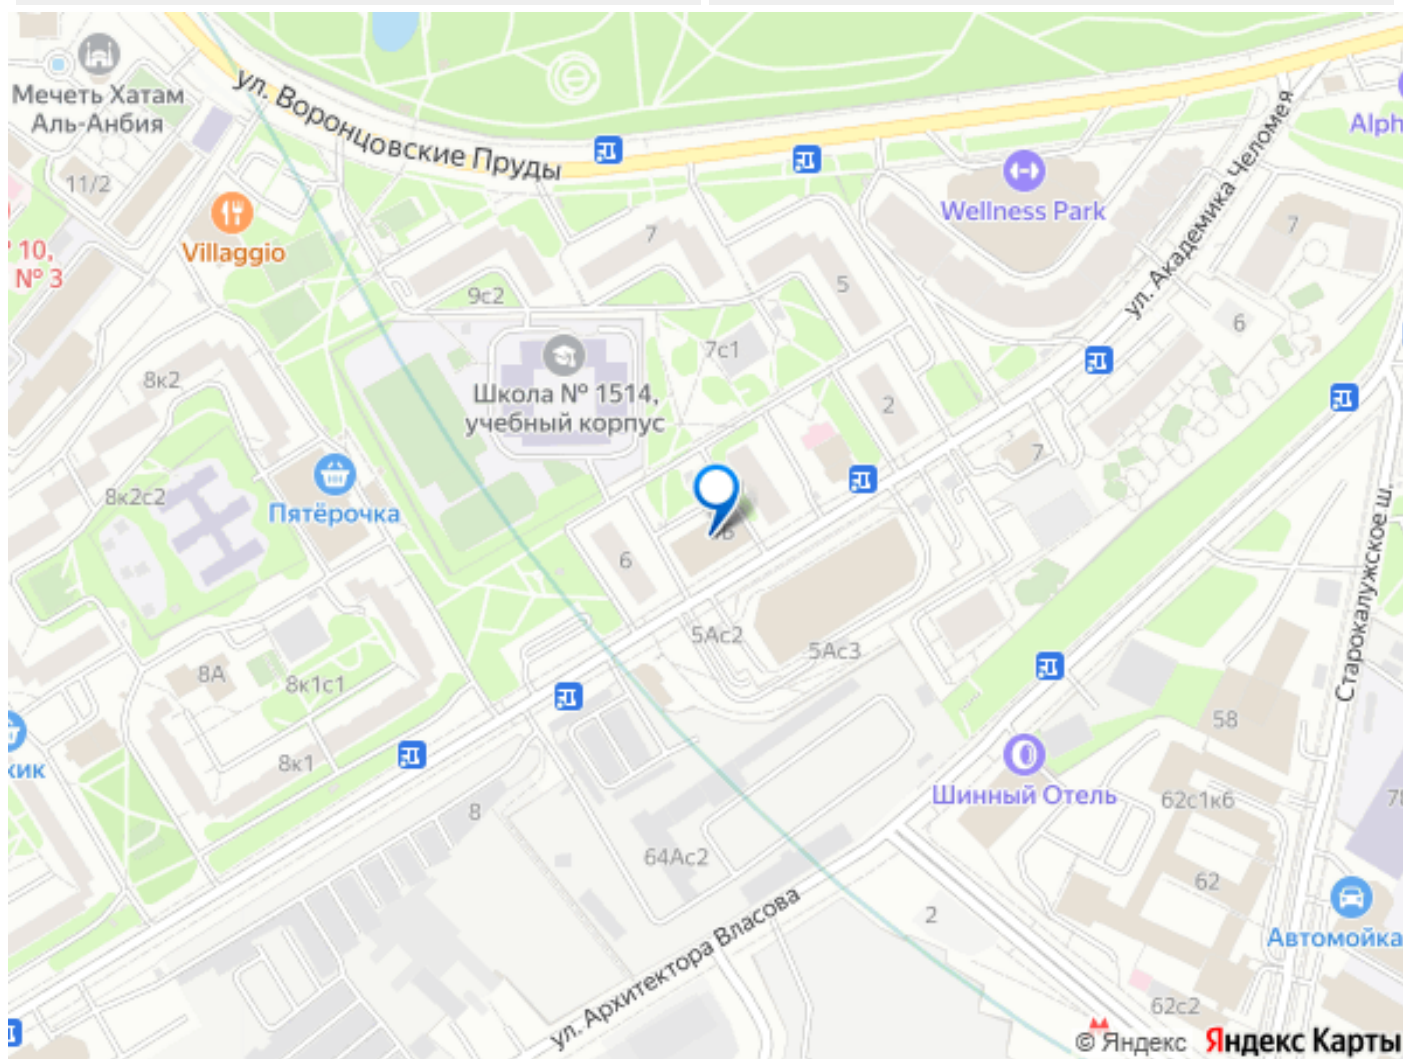 Мечеть Хатам
Аль-Анбия
ул. Воронцовские Пруды
11/2
Villaggio
10,
№ 3
Wellness Park
Alph
ул. Академика Челомея
7
7
5
9с2
6
7с1
8к2
Школа № 1514,
учебный корпус
2
7
8к2с2
Пятёрочка
6
5Ас2
5Ас3
Старокалужское ш.
8А
8к1с1
58
8к1
Шинный Отель
62с1к6
8
64Ас2
62
2
Автомойка
ул. Архитектора Власова
62с2
© Яндекс Яндекс Карты